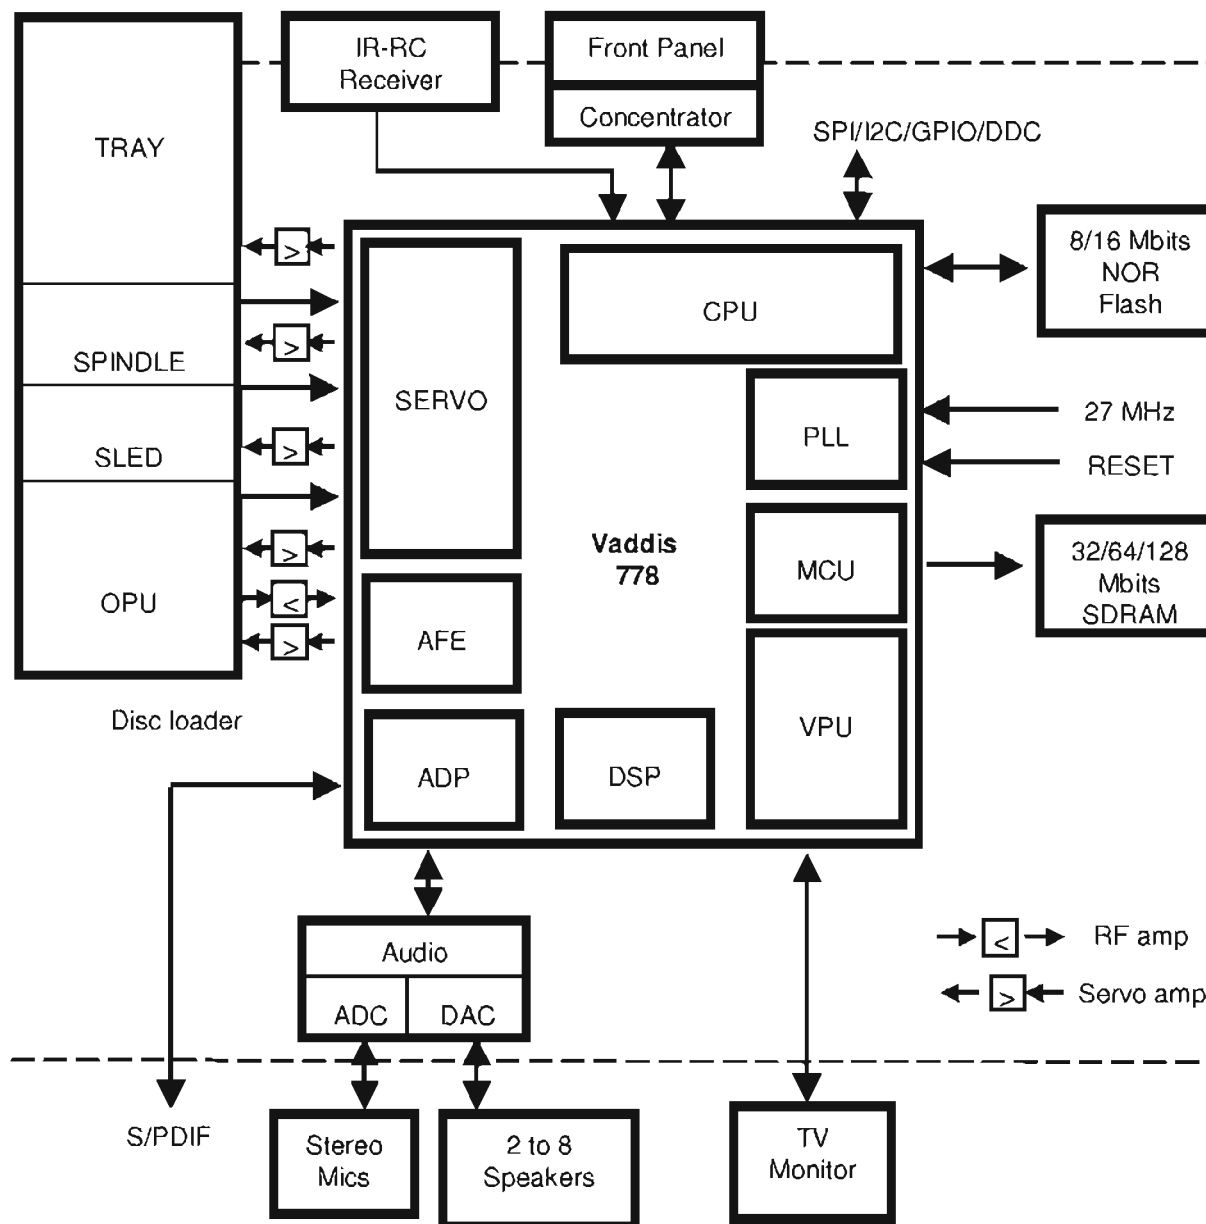 IR-RC
Receiver
Front Panel
Concentrator
TRAY
SPI/I2C/GPIO/DDC
8/16 Mbits
NOR
Flash
>
CPU
SPINDLE
>
SERVO
PLL
27 MHz
SLED
>
RESET
Vaddis
778
32/64/128
Mbits
SDRAM
>
MCU
OPU
<
>
AFE
Disc loader
VPU
ADP
DSP
Audio
ADC
DAC
< RF amp
> Servo amp
S/PDIF
Stereo
Mics
2 to 8
Speakers
TV
Monitor